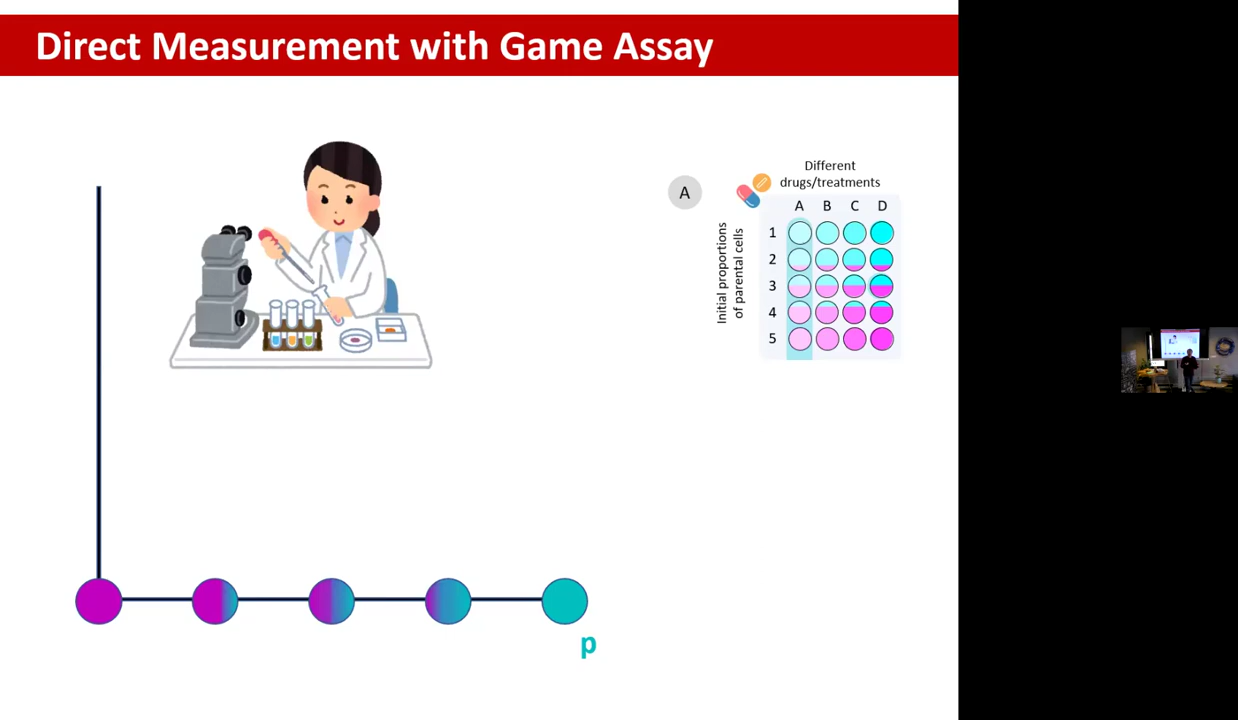 Direct Measurement with Game Assay
A
Different
drugs/treatments
A B C D
Initial proportions
of parental cells
1
2
3
4
5
p